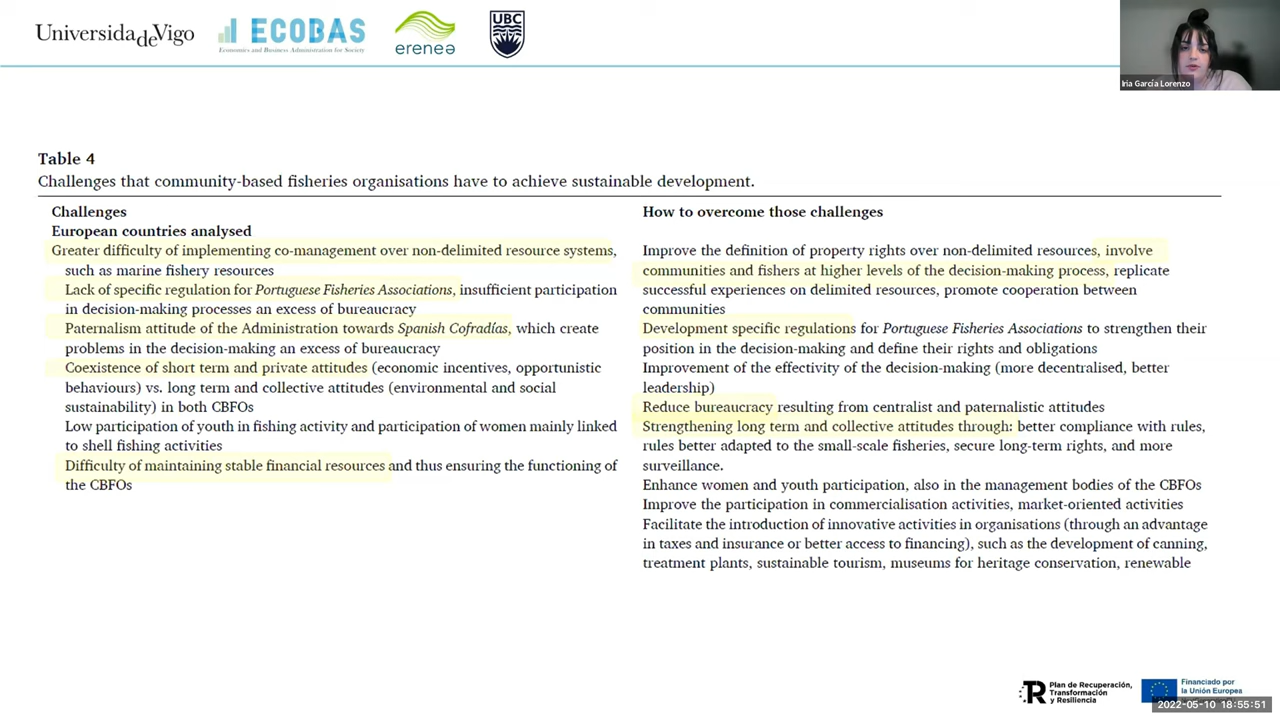 Universidade de Vigo
ECOBAS
Economics and Business Administration for Society
erenea
UBC
Iria García Lorenzo
Table 4
Challenges that community-based fisheries organisations have to achieve sustainable development.
Challenges
European countries analysed
Greater difficulty of implementing co-management over non-delimited resource systems,
such as marine fishery resources
Lack of specific regulation for Portuguese Fisheries Associations, insufficient participation
in decision-making processes an excess of bureaucracy
Paternalism attitude of the Administration towards Spanish Cofradías, which create
problems in the decision-making an excess of bureaucracy
Coexistence of short term and private attitudes (economic incentives, opportunistic
behaviours) vs. long term and collective attitudes (environmental and social
sustainability) in both CBFOs
Low participation of youth in fishing activity and participation of women mainly linked
to shell fishing activities
Difficulty of maintaining stable financial resources and thus ensuring the functioning of
the CBFOs
How to overcome those challenges
Improve the definition of property rights over non-delimited resources, involve
communities and fishers at higher levels of the decision-making process, replicate
successful experiences on delimited resources, promote cooperation between
communities
Development specific regulations for Portuguese Fisheries Associations to strengthen their
position in the decision-making and define their rights and obligations
Improvement of the effectivity of the decision-making (more decentralised, better
leadership)
Reduce bureaucracy resulting from centralist and paternalistic attitudes
Strengthening long term and collective attitudes through: better compliance with rules,
rules better adapted to the small-scale fisheries, secure long-term rights, and more
surveillance.
Enhance women and youth participation, also in the management bodies of the CBFOs
Improve the participation in commercialisation activities, market-oriented activities
Facilitate the introduction of innovative activities in organisations (through an advantage
in taxes and insurance or better access to financing), such as the development of canning,
treatment plants, sustainable tourism, museums for heritage conservation, renewable
Plan de Recuperación,
Transformación
y Resiliencia
Financiado por
la Unión Europea
2022-05-10 18:55:51